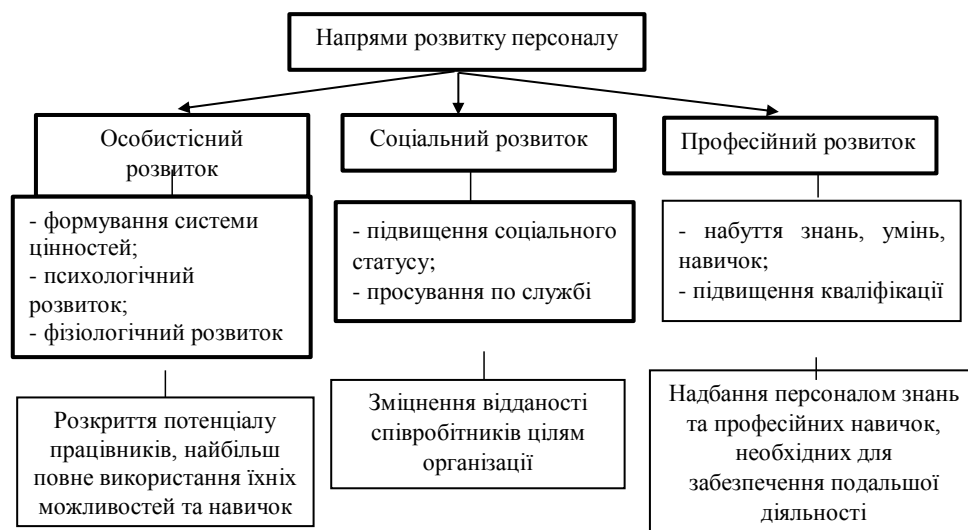 Напрями розвитку персоналу
Особистісний
розвиток
- формування системи
цінностей;
- психологічний
розвиток;
- фізіологічний розвиток
Розкриття потенціалу
працівників, найбільш
повне використання їхніх
можливостей та навичок
Соціальний розвиток
- підвищення соціального
статусу;
- просування по службі
Зміцнення відданості
співробітників цілям
організації
Професійний розвиток
- набуття знань, умінь,
навичок;
- підвищення кваліфікації
Надбання персоналом знань
та професійних навичок,
необхідних для
забезпечення подальшої
діяльності